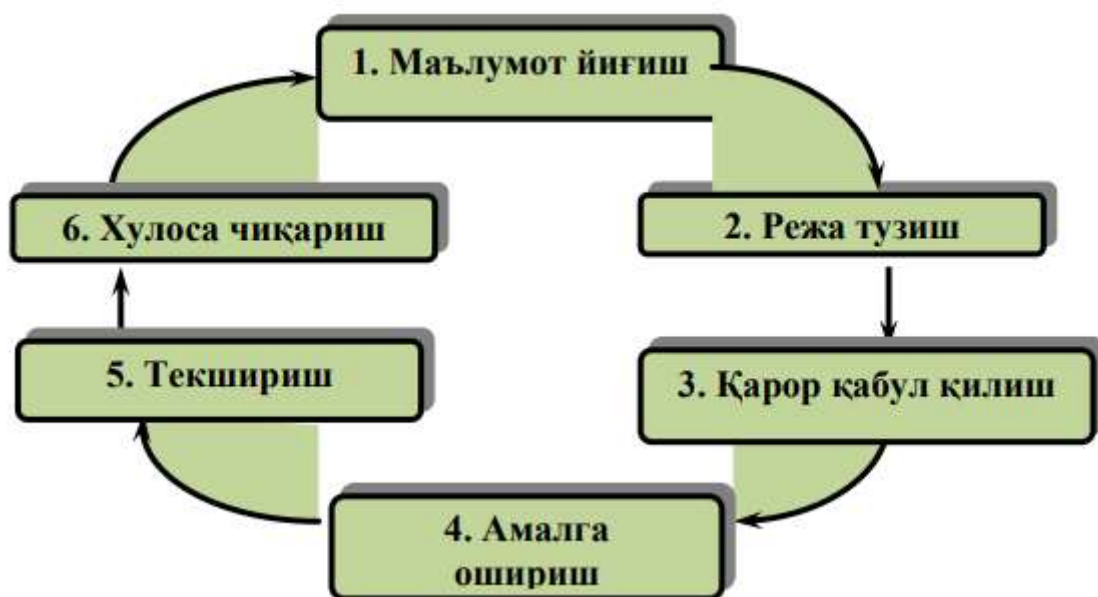 1. Маълумот йиғиш
2. Режа тузиш
3. Қарор қабул қилиш
4. Амалга
ошириш
5. Текшириш
6. Хулоса чиқариш